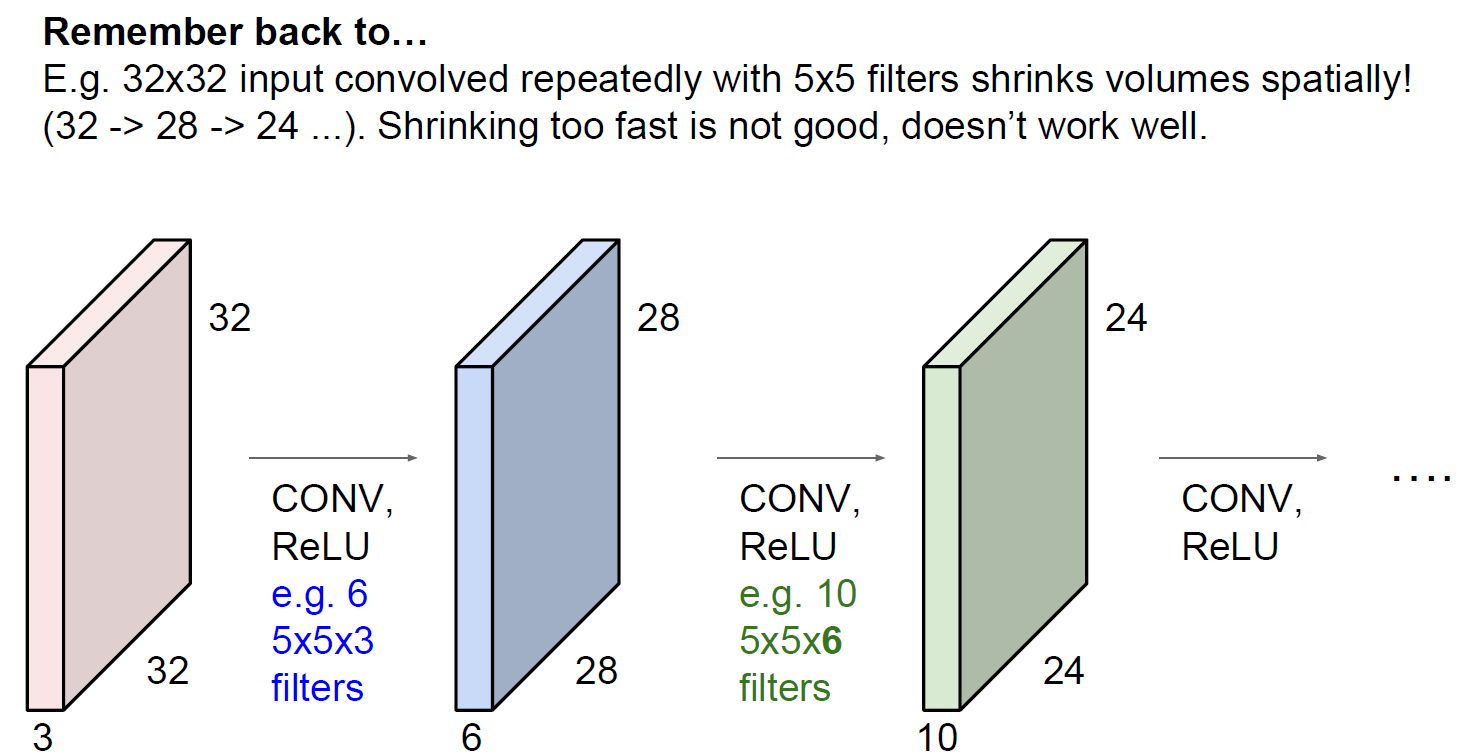 Remember back to…
E.g. 32x32 input convolved repeatedly with 5x5 filters shrinks volumes spatially!
(32 -> 28 -> 24 ...). Shrinking too fast is not good, doesn’t work well.
32
32
3
CONV,
ReLU
e.g. 6
5x5x3
filters
28
28
6
CONV,
ReLU
e.g. 10
5x5x6
filters
24
24
10
CONV,
ReLU
….